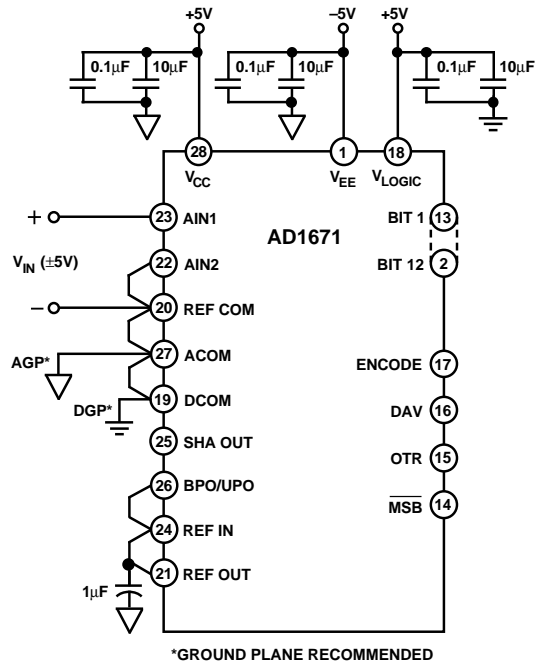 +5V
–5V
+5V
0.1µF
10µF
0.1µF
10µF
0.1µF
10µF
28
1
18
VCC
VEE
VLOGIC
+
23
AIN1
BIT 1
13
AD1671
VIN (±5V)
22
AIN2
BIT 12
2
–
20
REF COM
AGP*
27
ACOM
ENCODE
17
DGP*
19
DCOM
DAV
16
25
SHA OUT
OTR
15
26
BPO/UPO
MSB
14
24
REF IN
1µF
21
REF OUT
*GROUND PLANE RECOMMENDED